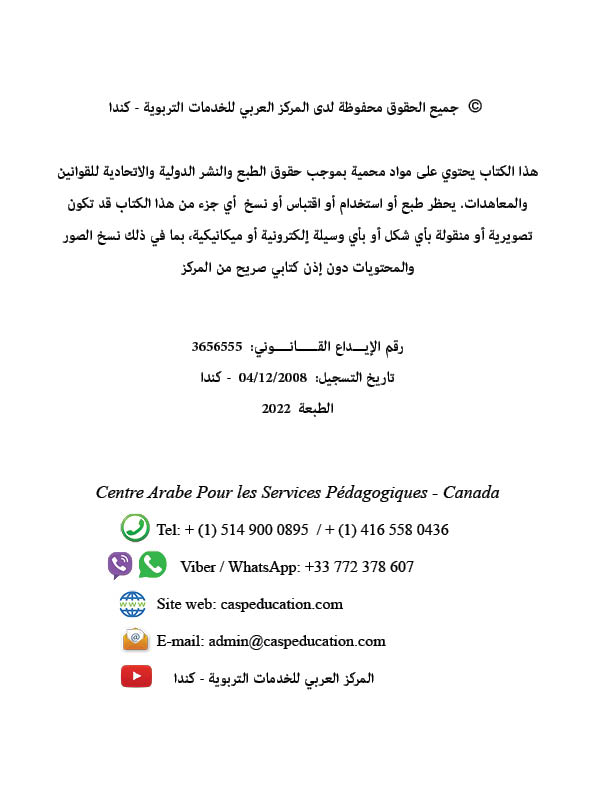 © جميع الحقوق محفوظة لدى المركز العربي للخدمات التربوية - كندا
هذا الكتاب يحتوي على مواد محمية بموجب حقوق الطبع والنشر الدولية والاتحادية للقوانين
والمعاهدات. يحظر طبع أو استخدام أو اقتباس أو نسخ أي جزء من هذا الكتاب قد تكون
تصويرية أو منقولة بأي شكل أو بأي وسيلة إلكترونية أو ميكانيكية، بما في ذلك نسخ الصور
والمحتويات دون إذن كتابي صريح من المركز
رقم الإيـــداع القـــــانـــــوني: 3656555
تاريخ التسجيل: 04/12/2008 - كندا
الطبعة 2022
Centre Arabe Pour les Services Pédagogiques - Canada
Tel: + (1) 514 900 0895 / + (1) 416 558 0436
Viber / WhatsApp: +33 772 378 607
www Site web: caspeducation.com
@ E-mail: admin@caspeducation.com
المركز العربي للخدمات التربوية - كندا